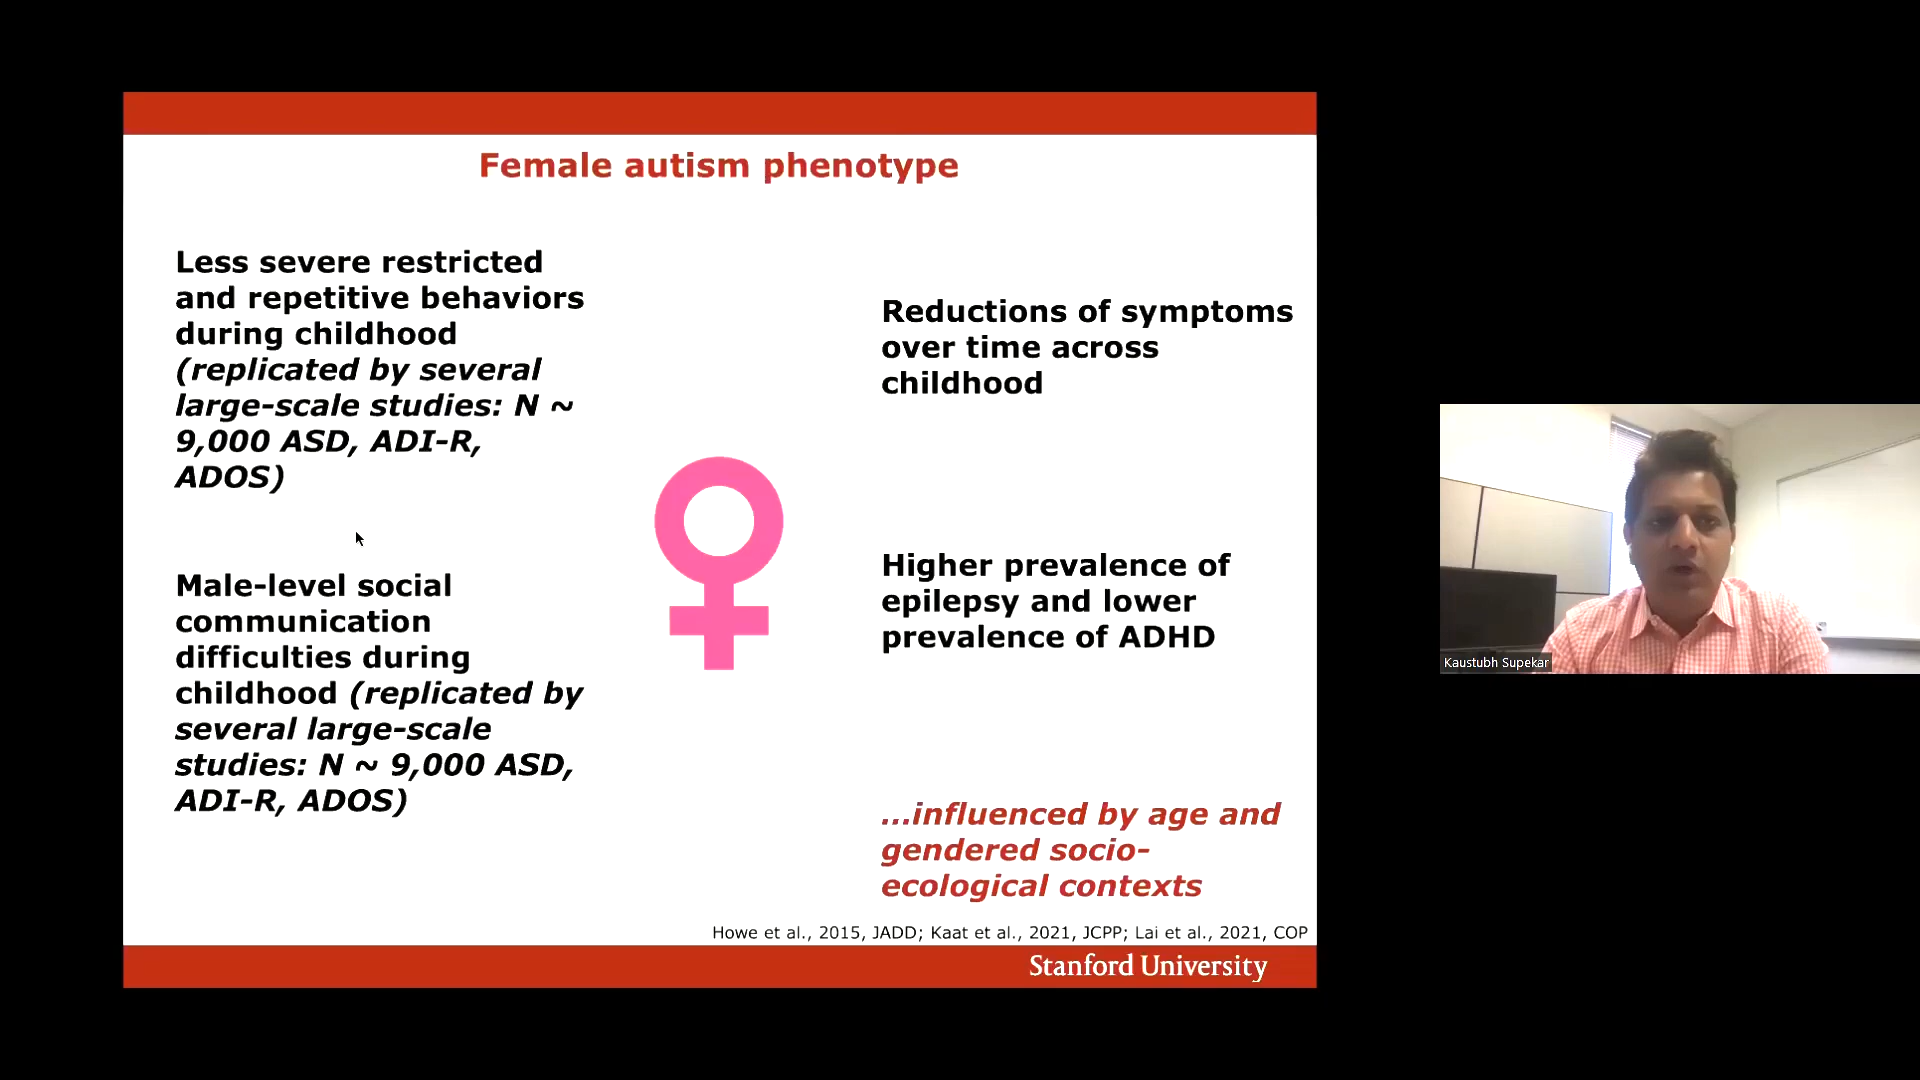 Female autism phenotype
Less severe restricted
and repetitive behaviors
during childhood
(replicated by several
large-scale studies: N ~
9,000 ASD, ADI-R,
ADOS)
Male-level social
communication
difficulties during
childhood (replicated by
several large-scale
studies: N ~ 9,000 ASD,
ADI-R, ADOS)
Reductions of symptoms
over time across
childhood
Higher prevalence of
epilepsy and lower
prevalence of ADHD
...influenced by age and
gendered socio-
ecological contexts
Howe et al., 2015, JADD; Kaat et al., 2021, JCPP; Lai et al., 2021, COP
Stanford University
Kaustubh Supekar